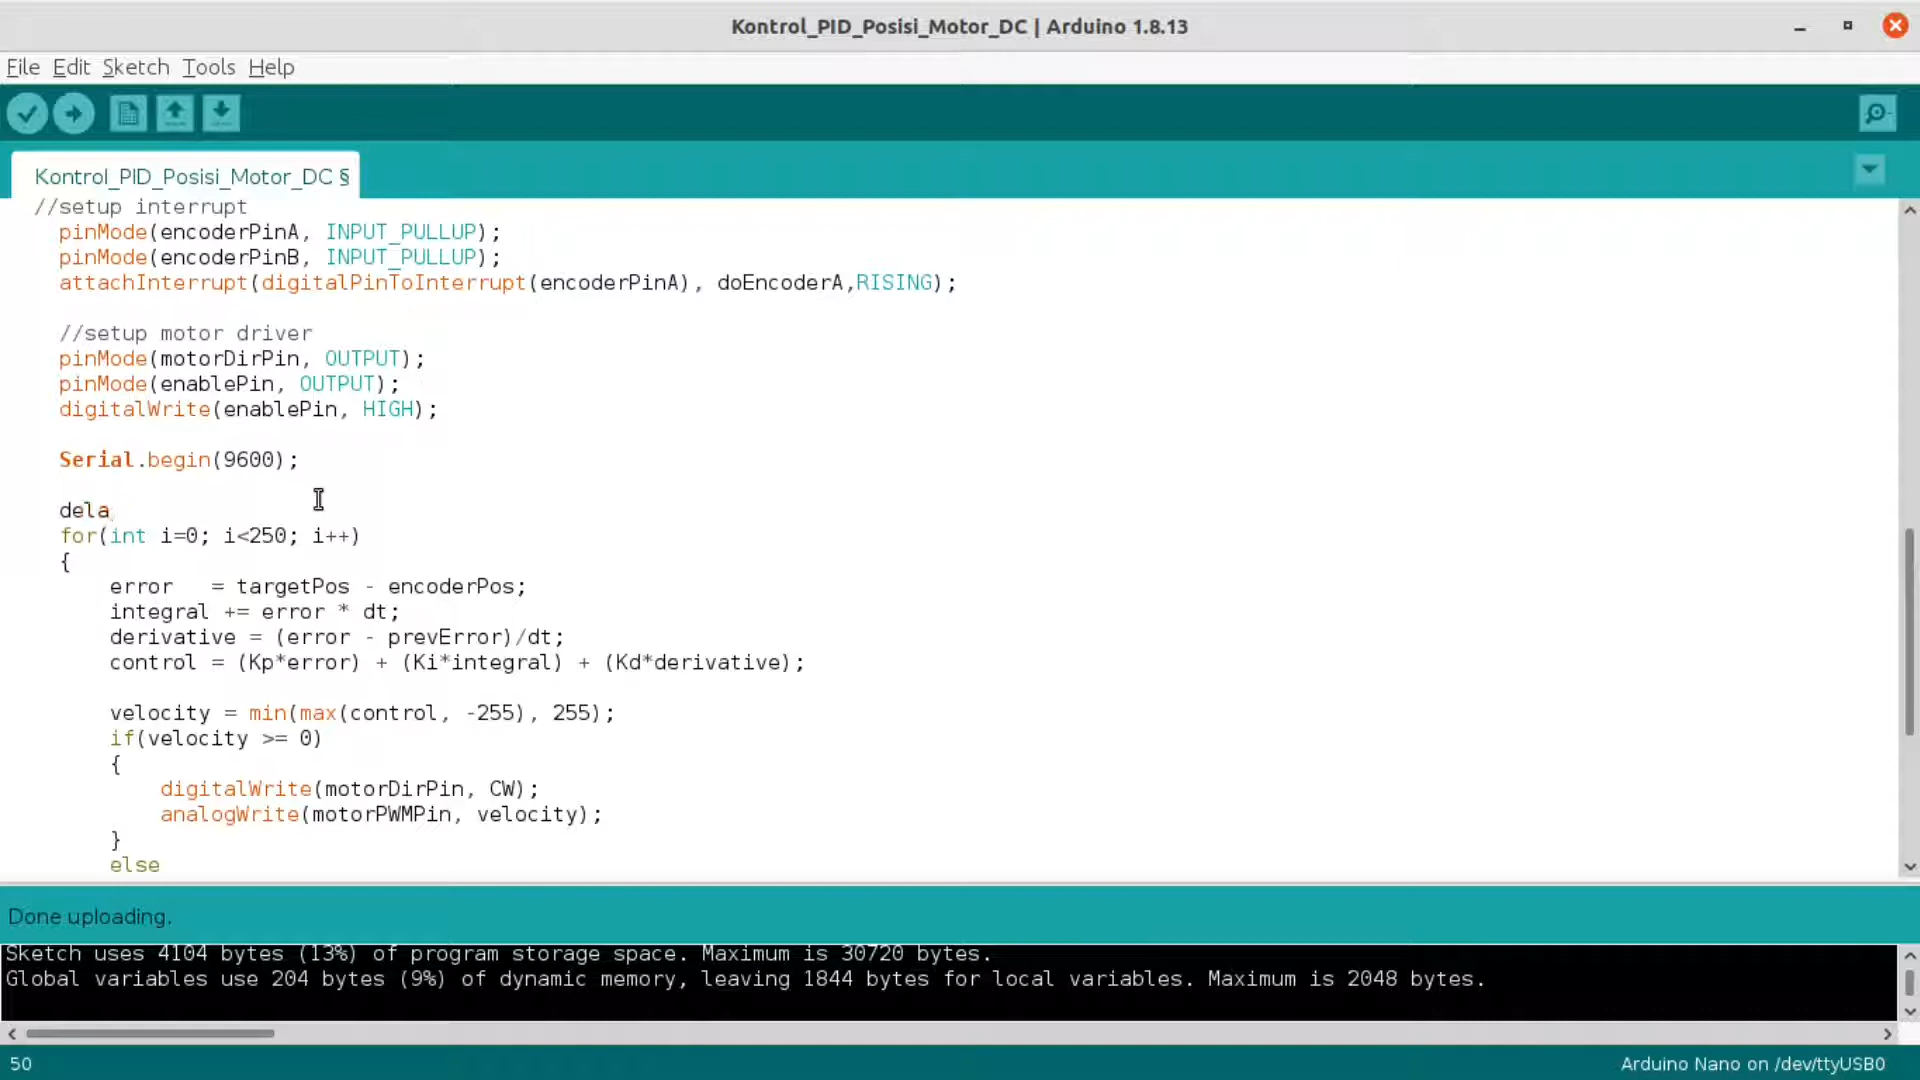 Kontrol_PID_Posisi_Motor_DC | Arduino 1.8.13
File Edit Sketch Tools Help
Kontrol_PID_Posisi_Motor_DC §
//setup interrupt
pinMode(encoderPinA, INPUT_PULLUP);
pinMode(encoderPinB, INPUT_PULLUP);
attachInterrupt(digitalPinToInterrupt(encoderPinA), doEncoderA,RISING);
//setup motor driver
pinMode(motorDirPin, OUTPUT);
pinMode(enablePin, OUTPUT);
digitalWrite(enablePin, HIGH);
Serial.begin(9600);
dela
for(int i=0; i<250; i++)
{
error   = targetPos - encoderPos;
integral += error * dt;
derivative = (error - prevError)/dt;
control = (Kp*error) + (Ki*integral) + (Kd*derivative);
velocity = min(max(control, -255), 255);
if(velocity >= 0)
{
digitalWrite(motorDirPin, CW);
analogWrite(motorPWMPin, velocity);
}
else
Done uploading.
Sketch uses 4104 bytes (13%) of program storage space. Maximum is 30720 bytes.
Global variables use 204 bytes (9%) of dynamic memory, leaving 1844 bytes for local variables. Maximum is 2048 bytes.
50
Arduino Nano on /dev/ttyUSB0